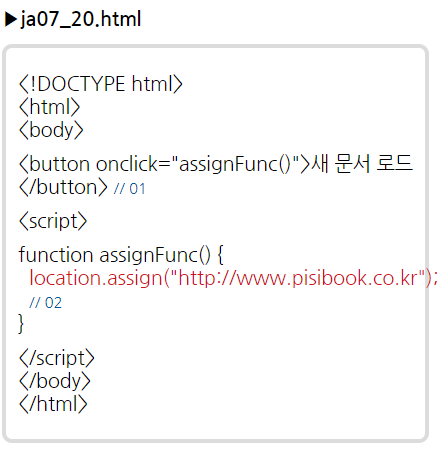 ▶ja07_20.html
<!DOCTYPE html>
<html>
<body>
<button onclick="assignFunc()">새 문서 로드
</button> // 01
<script>
function assignFunc() {
location.assign("http://www.pisibook.co.kr");
// 02
}
</script>
</body>
</html>